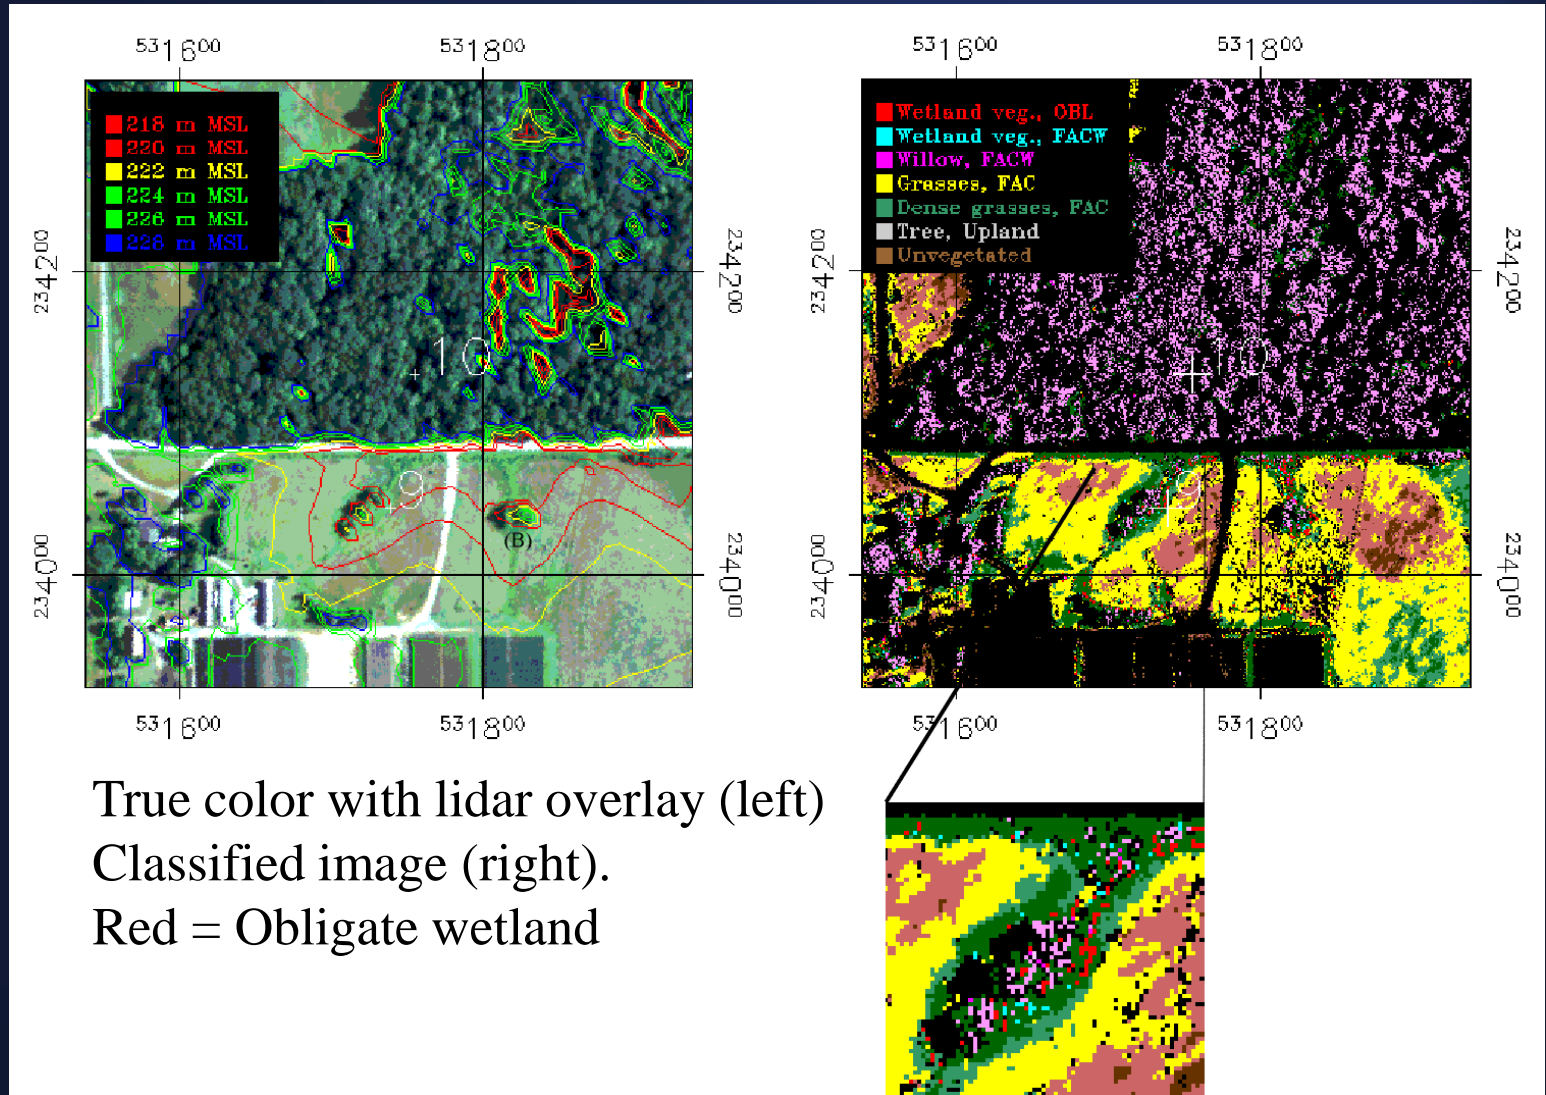 531600
531800
531600
531800
218 m MSL
220 m MSL
222 m MSL
224 m MSL
226 m MSL
228 m MSL
Wetland veg., OBL
Wetland veg., FACW
Willow, FACW
Grasses, FAC
Dense grasses, FAC
Tree, Upland
Unvegetated
234200
234200
234200
234200
10
10
9
9
(B)
234000
234000
234000
234000
531600
531800
531600
531800
True color with lidar overlay (left)
Classified image (right).
Red = Obligate wetland